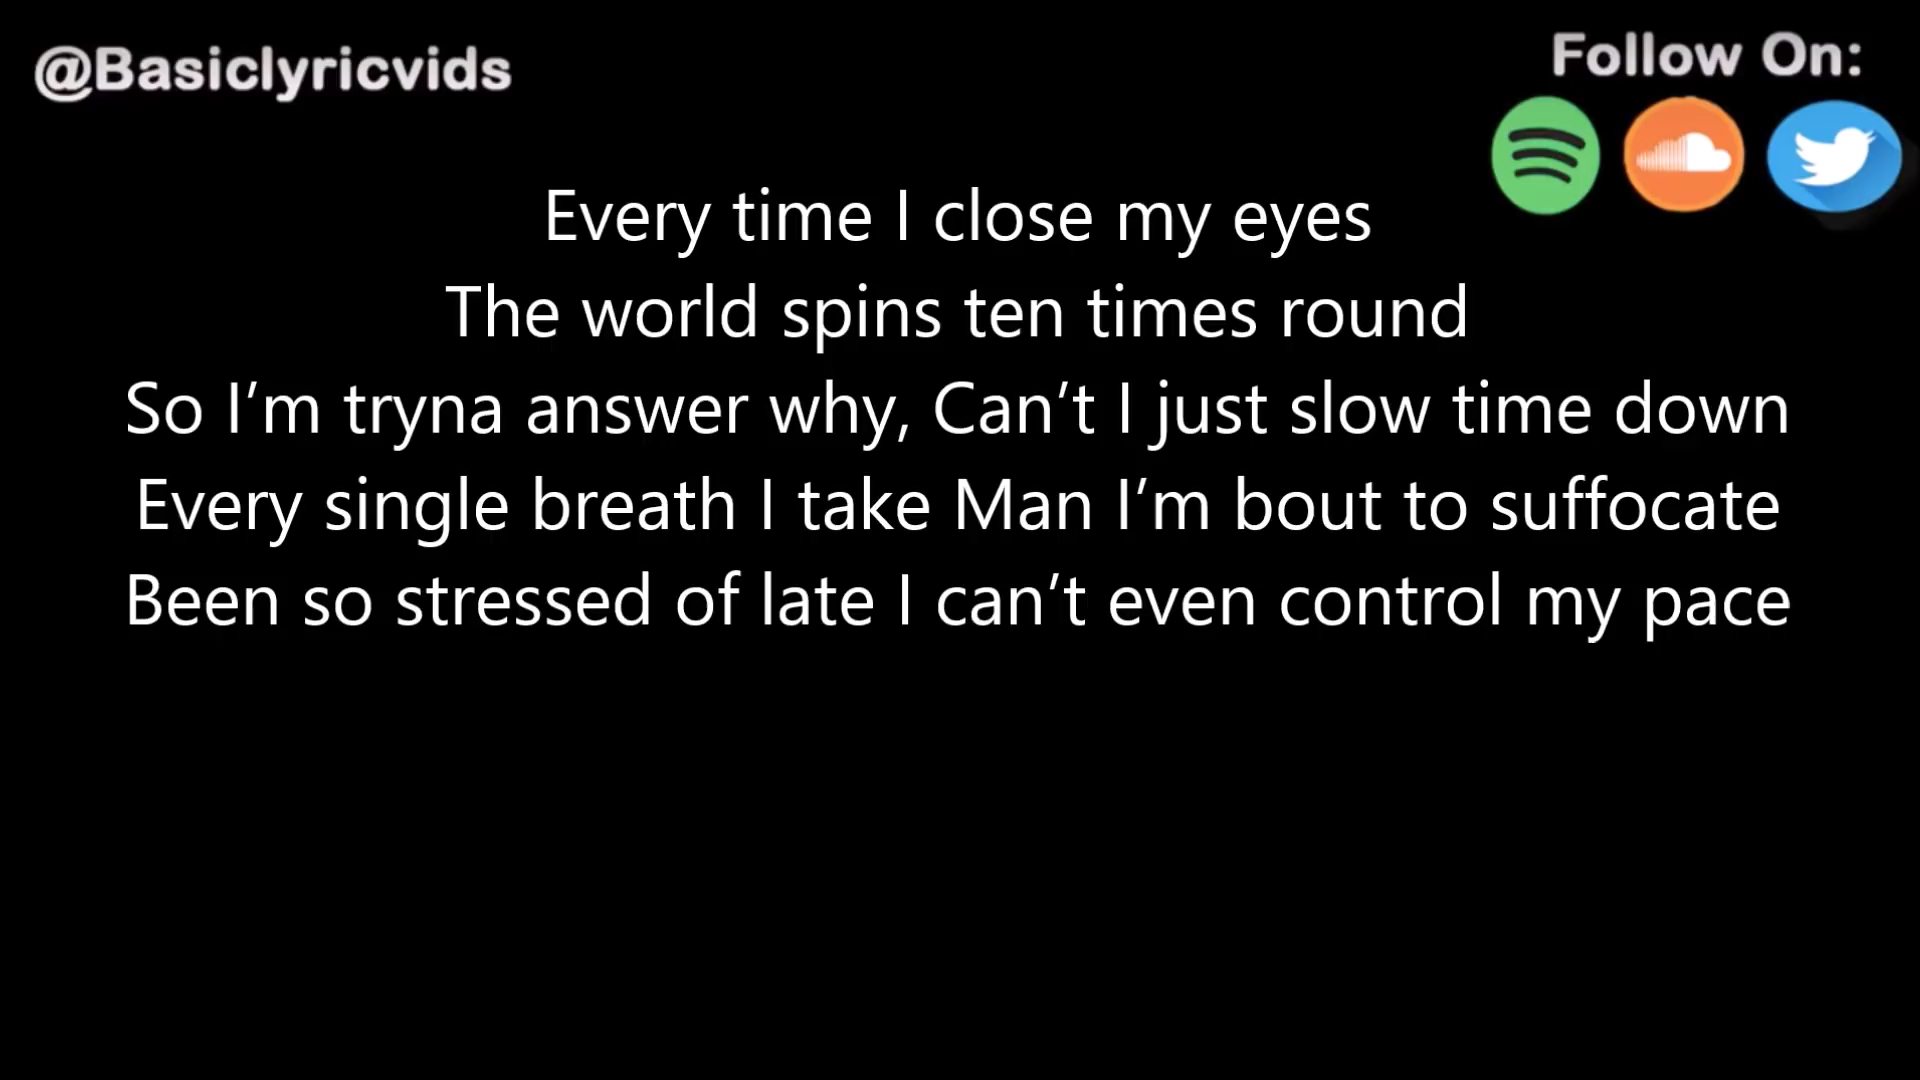 @Basiclyricvids
Follow On:
Every time I close my eyes
The world spins ten times round
So I’m tryna answer why, Can’t I just slow time down
Every single breath I take Man I’m bout to suffocate
Been so stressed of late I can’t even control my pace